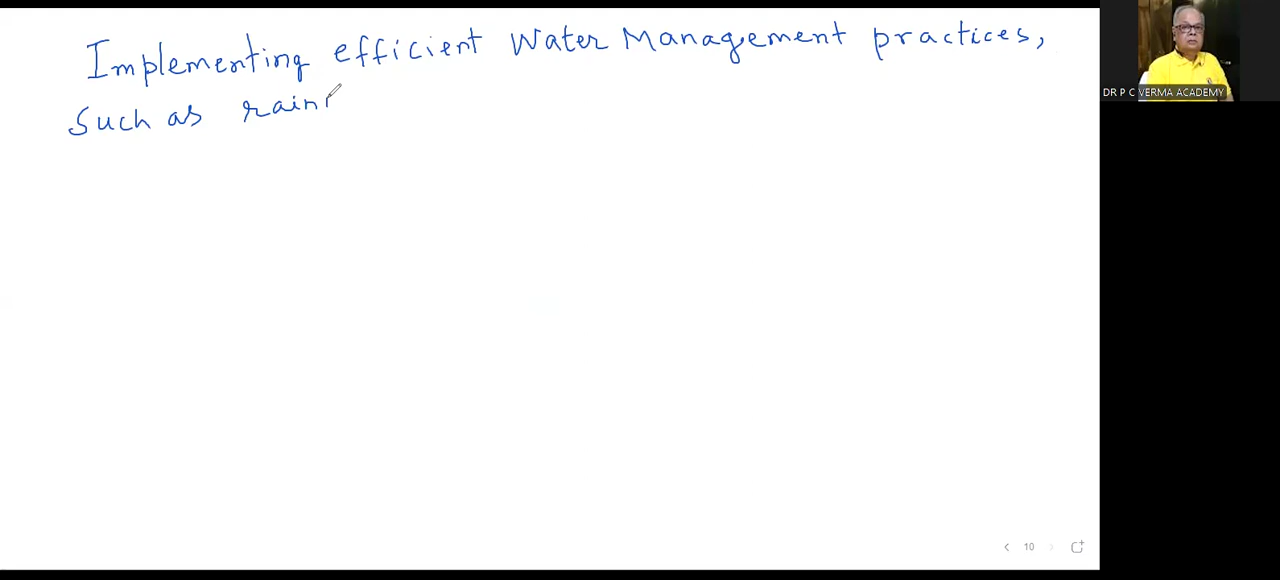 Implementing efficient Water Management practices,
such as rain
DR P C VERMA ACADEMY
10